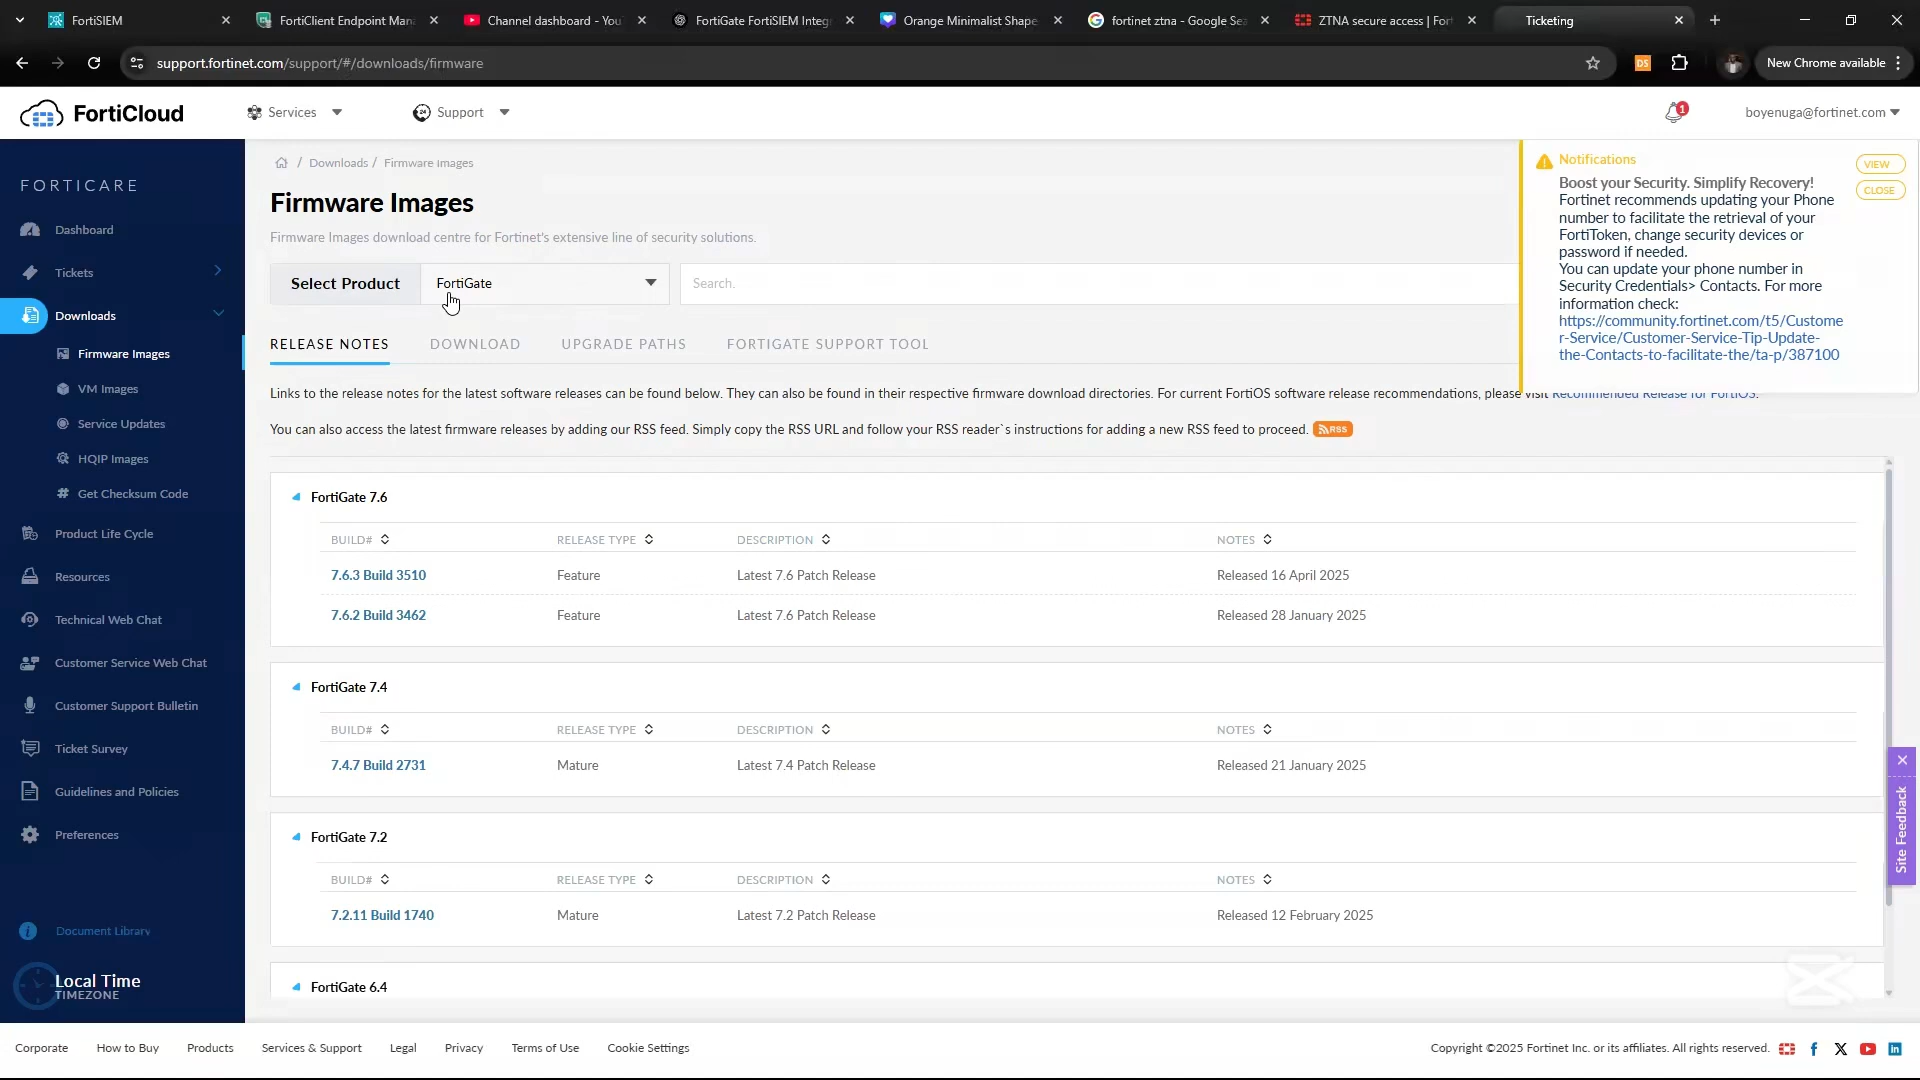 FortiSIEM
FortiClient Endpoint Man
Channel dashboard - You
FortiGate FortiSIEM Integ
Orange Minimalist Shape
fortinet ztna - Google Sea
ZTNA secure access | Fort
Ticketing
support.fortinet.com/support/#/downloads/firmware
DS
New Chrome available
FortiCloud
Services
Support
1
boyenuga@fortinet.com
FORTICARE
Dashboard
Tickets
Downloads
Firmware Images
VM Images
Service Updates
HQIP Images
Get Checksum Code
Product Life Cycle
Resources
Technical Web Chat
Customer Service Web Chat
Customer Support Bulletin
Ticket Survey
Guidelines and Policies
Preferences
Document Library
Local Time
TIMEZONE
/ Downloads / Firmware Images
Firmware Images
Firmware Images download centre for Fortinet's extensive line of security solutions.
Select Product
FortiGate
Search.
Notifications
VIEW
CLOSE
Boost your Security. Simplify Recovery!
Fortinet recommends updating your Phone
number to facilitate the retrieval of your
FortiToken, change security devices or
password if needed.
You can update your phone number in
Security Credentials> Contacts. For more
information check:
https://community.fortinet.com/t5/Custome
r-Service/Customer-Service-Tip-Update-
the-Contacts-to-facilitate-the/ta-p/387100
RELEASE NOTES
DOWNLOAD
UPGRADE PATHS
FORTIGATE SUPPORT TOOL
Links to the release notes for the latest software releases can be found below. They can also be found in their respective firmware download directories. For current FortiOS software release recommendations, please visit Recommended Release for FortiOS.
You can also access the latest firmware releases by adding our RSS feed. Simply copy the RSS URL and follow your RSS reader`s instructions for adding a new RSS feed to proceed. RSS
FortiGate 7.6
BUILD# RELEASE TYPE DESCRIPTION NOTES
7.6.3 Build 3510 Feature Latest 7.6 Patch Release Released 16 April 2025
7.6.2 Build 3462 Feature Latest 7.6 Patch Release Released 28 January 2025
FortiGate 7.4
BUILD# RELEASE TYPE DESCRIPTION NOTES
7.4.7 Build 2731 Mature Latest 7.4 Patch Release Released 21 January 2025
FortiGate 7.2
BUILD# RELEASE TYPE DESCRIPTION NOTES
7.2.11 Build 1740 Mature Latest 7.2 Patch Release Released 12 February 2025
FortiGate 6.4
Site Feedback
Corporate
How to Buy
Products
Services & Support
Legal
Privacy
Terms of Use
Cookie Settings
Copyright ©2025 Fortinet Inc. or its affiliates. All rights reserved.